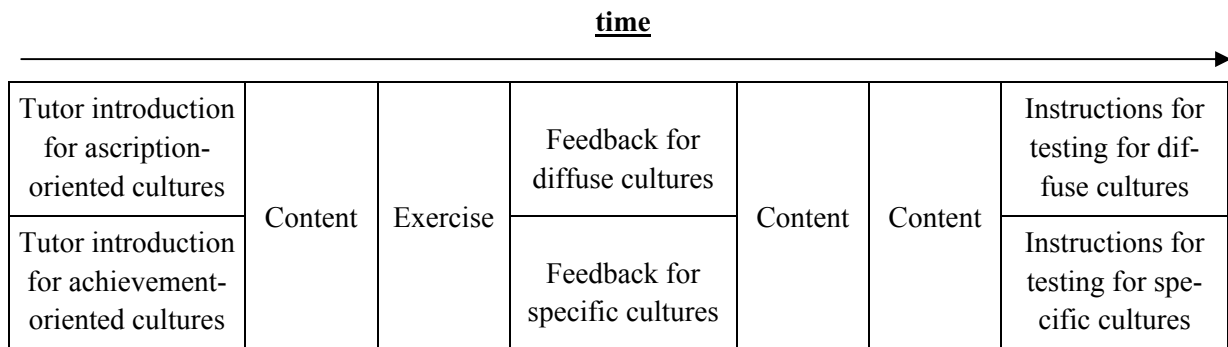 time
Tutor introduction
for ascription-
oriented cultures
Tutor introduction
for achievement-
oriented cultures
Content
Exercise
Feedback for
diffuse cultures
Feedback for
specific cultures
Content
Content
Instructions for
testing for dif-
fuse cultures
Instructions for
testing for spe-
cific cultures